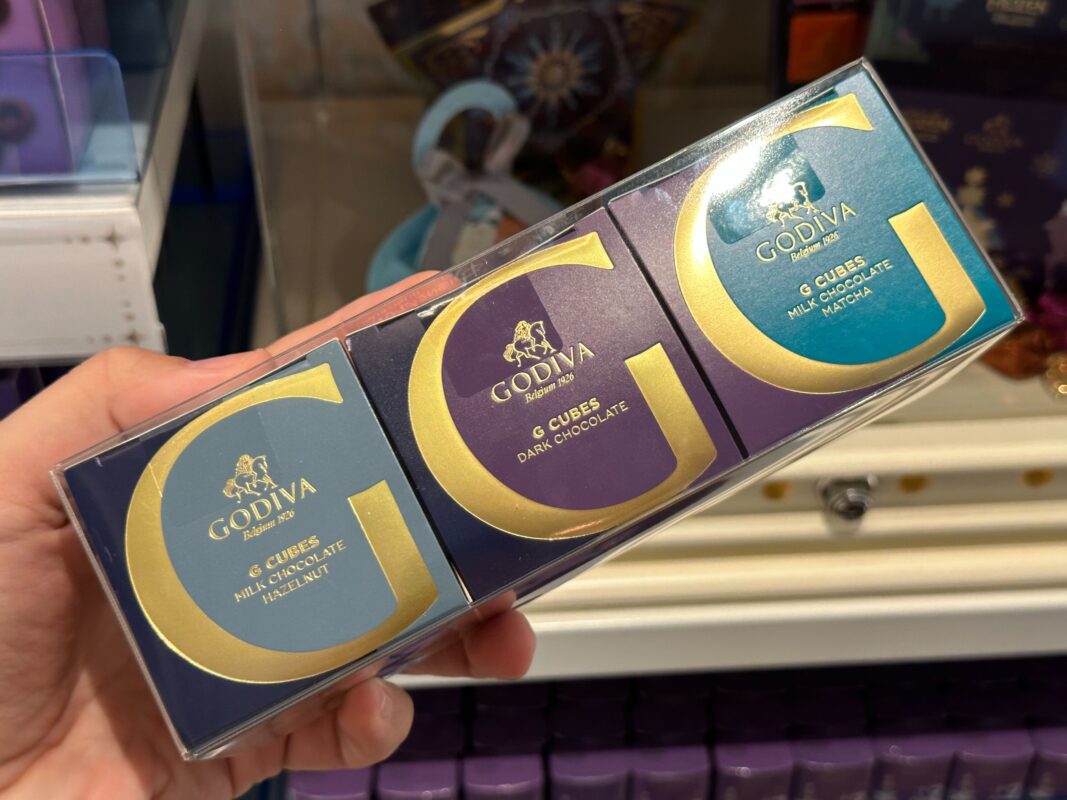 G
GODIVA
Belgium 1926
G CUBES
MILK CHOCOLATE
HAZELNUT
G
GODIVA
Belgium 1926
G CUBES
DARK CHOCOLATE
G
GODIVA
Belgium 1926
G CUBES
MILK CHOCOLATE
MATCHA